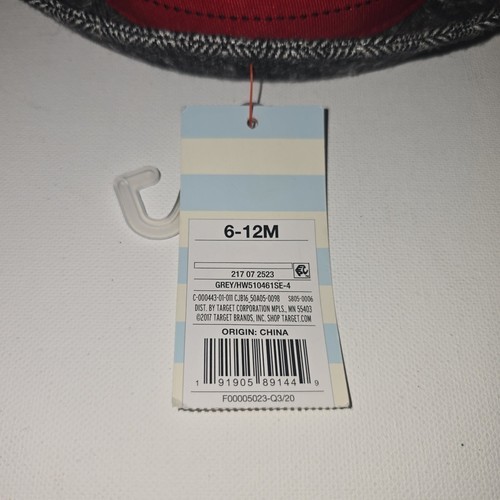 6-12M
217 07 2523
GREY/HW510461SE-4
C-000443-01-011 CJB16_50A05-0098 S805-0006
DIST. BY TARGET CORPORATION MPLS., MN 55403
©2017 TARGET BRANDS, INC. SHOP TARGET.COM
ORIGIN: CHINA
1 91905 89144 9
F00005023-Q3/20